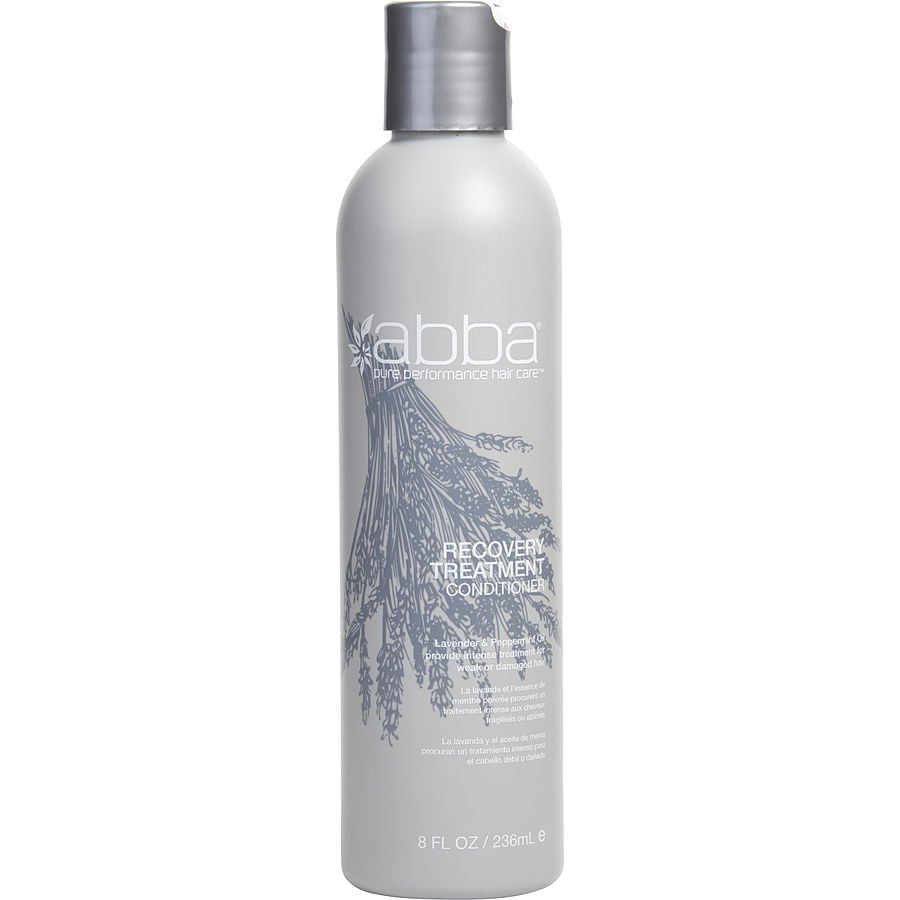 abba®
pure performance hair care™
RECOVERY
TREATMENT
CONDITIONER
Lavender & Peppermint Oil
provide intense treatment for
weak or damaged hair
La lavande et l'essence de
menthe poivrée procurent un
traitement intense aux cheveux
fragilisés ou abîmés
La lavanda y el aceite de menta
procuran un tratamiento intenso para
el cabello débil o dañado
8 FL OZ / 236mL e